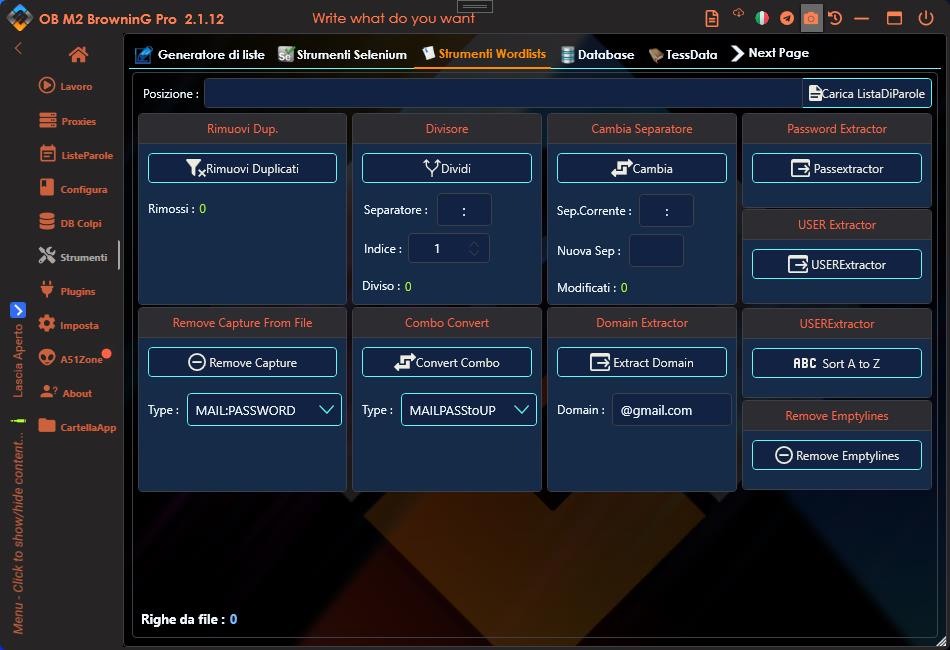 OB M2 BrowninG Pro 2.1.12
Write what do you want
Generatore di liste
Se Strumenti Selenium
Strumenti Wordlists
Database
TessData
Next Page
Lavoro
Proxies
ListeParole
Configura
DB Colpi
Strumenti
Plugins
Imposta
A51Zone
About
CartellaApp
Lascia Aperto
Menu - Click to show/hide content...
Posizione :
Carica ListaDiParole
Rimuovi Dup.
Rimuovi Duplicati
Rimossi : 0
Divisore
Dividi
Separatore : :
Indice : 1
Diviso : 0
Cambia Separatore
Cambia
Sep.Corrente : :
Nuova Sep :
Modificati : 0
Password Extractor
Passextractor
USER Extractor
USERExtractor
Remove Capture From File
Remove Capture
Type : MAIL:PASSWORD
Combo Convert
Convert Combo
Type : MAILPASStoUP
Domain Extractor
Extract Domain
Domain : @gmail.com
USERExtractor
ABC Sort A to Z
Remove Emptylines
Remove Emptylines
Righe da file : 0